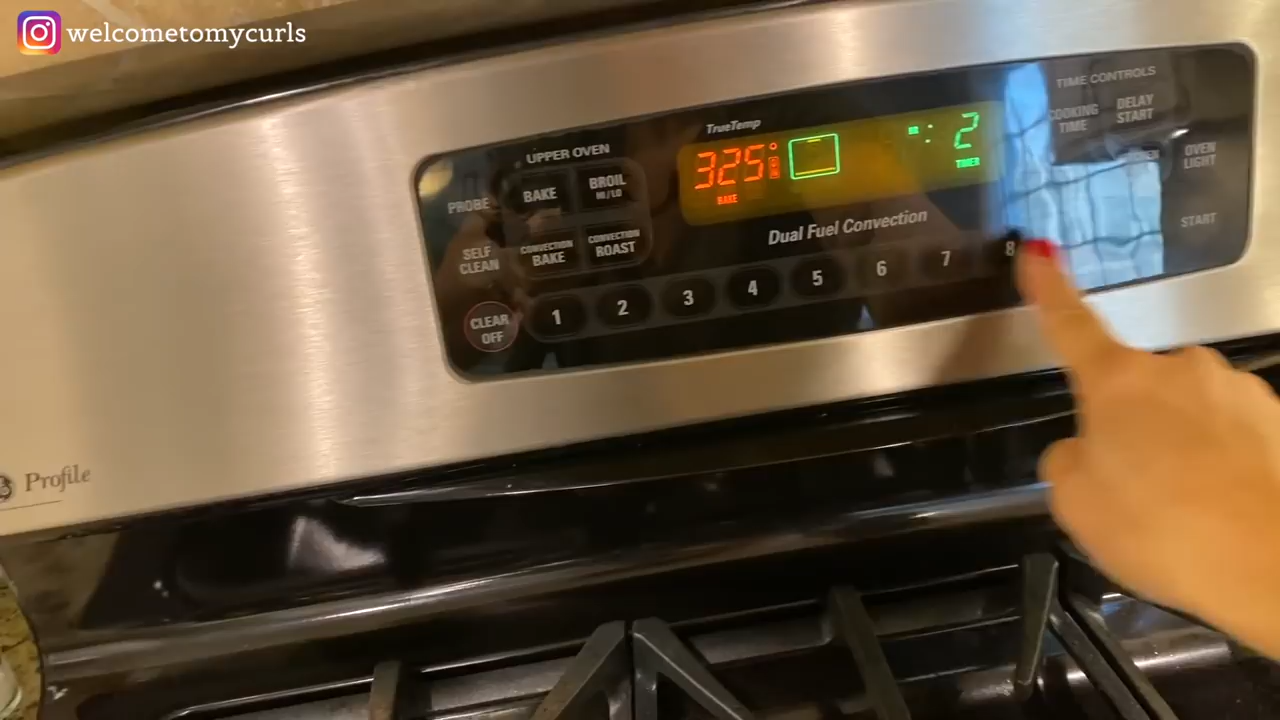 welcometomycurls
TIME CONTROLS
COOKING TIME
DELAY START
OVEN LIGHT
START
TrueTemp
325°
BAKE
: 2
TIMER
UPPER OVEN
PROBE
BAKE
BROIL
HI/LO
SELF CLEAN
CONVECTION BAKE
CONVECTION ROAST
Dual Fuel Convection
CLEAR OFF
1 2 3 4 5 6 7 8
Profile